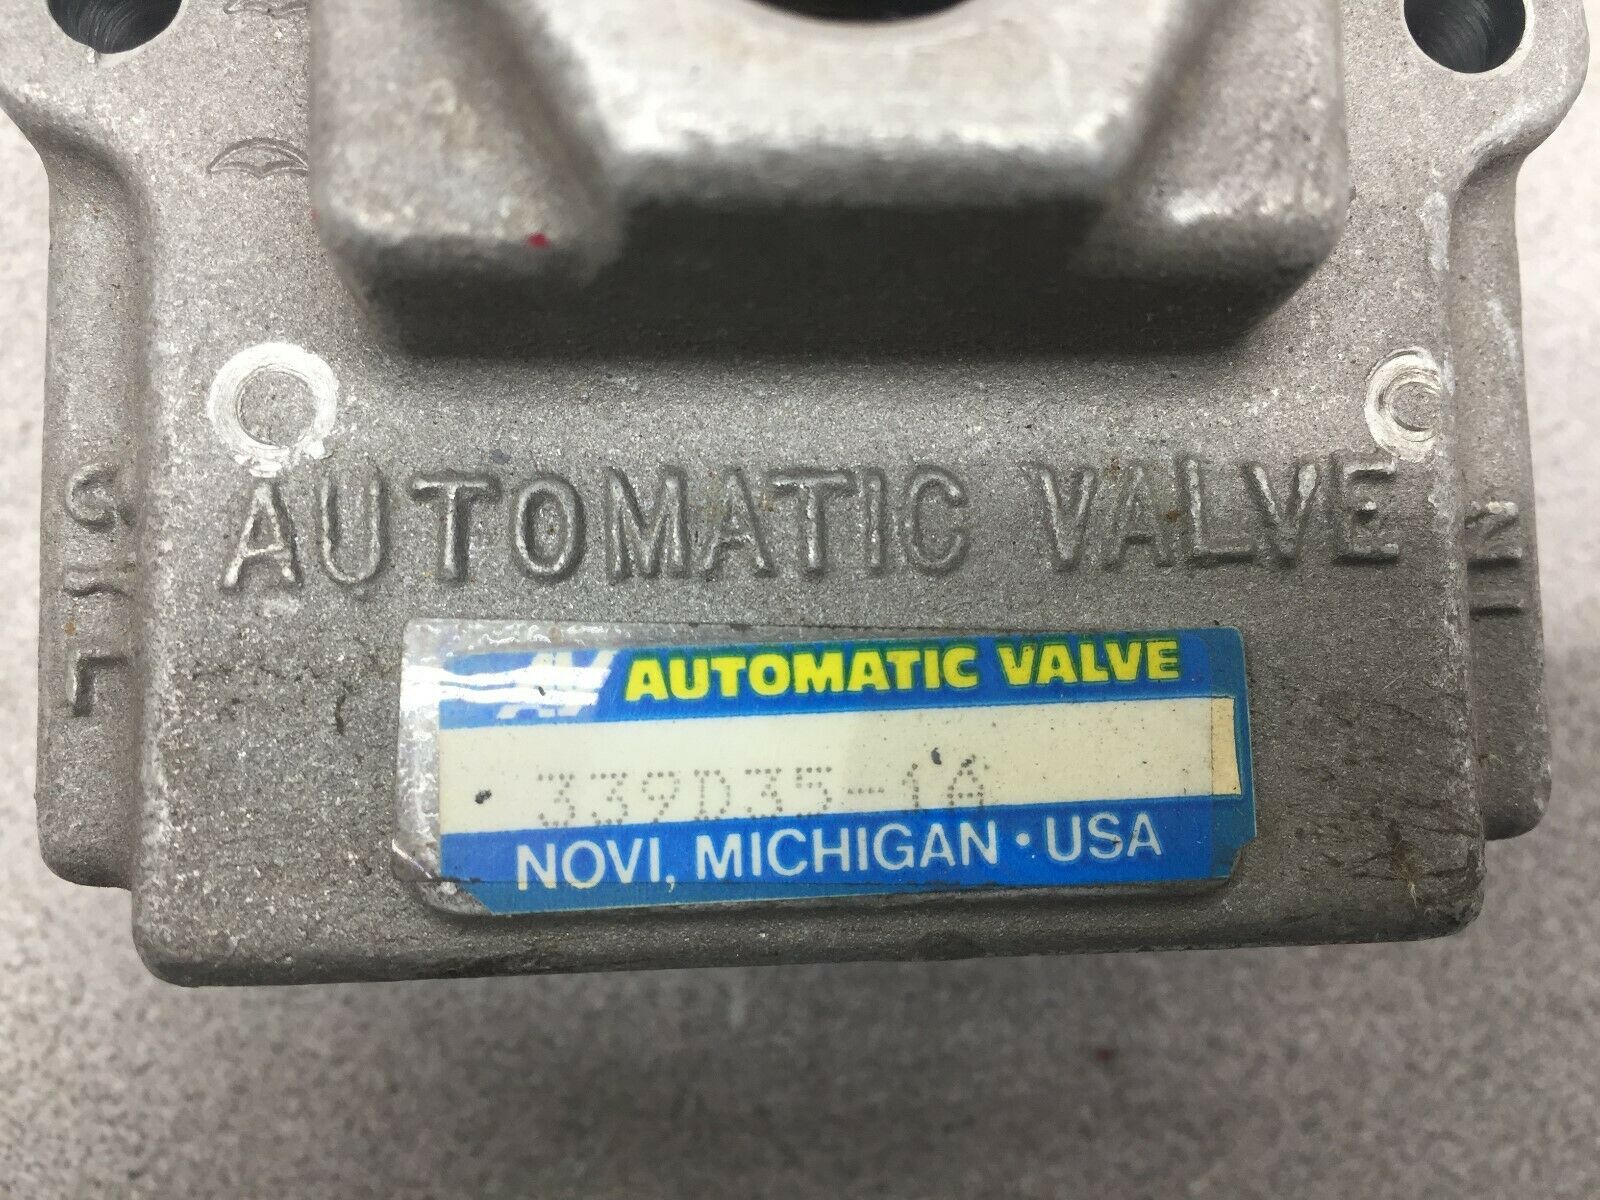 AUTOMATIC VALVE
AV AUTOMATIC VALVE
339D35-1A
NOVI, MICHIGAN • USA